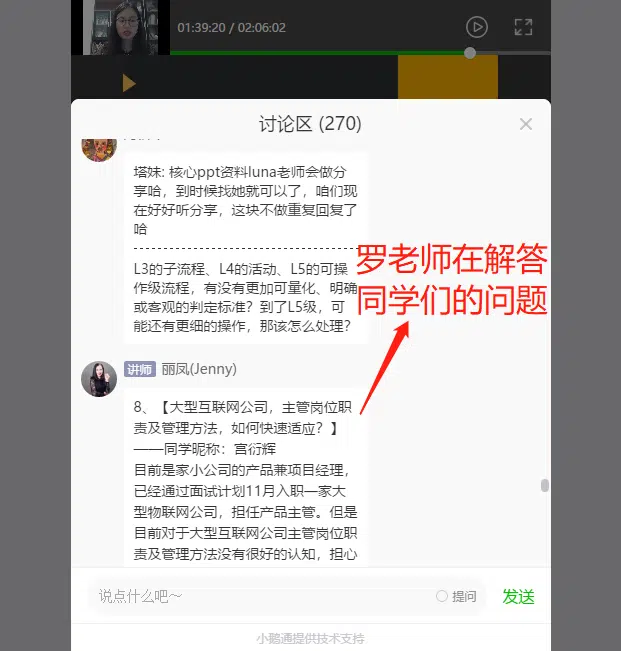 01:39:20 / 02:06:02
讨论区 (270)
塔妹: 核心ppt资料luna老师会做分
享哈，到时候找她就可以了，咱们现
在好好听分享，这块不做重复回复了
哈
L3的子流程、L4的活动、L5的可操
作级流程，有没有更加可量化、明确
或客观的判定标准？到了L5级，可
能还有更细的操作，那该怎么处理？
罗老师在解答
同学们的问题
讲师 丽凤(Jenny)
8、【大型互联网公司，主管岗位职
责及管理方法，如何快速适应？】
——同学昵称：宫衍辉
目前是家小公司的产品兼项目经理，
已经通过面试计划11月入职一家大
型物联网公司，担任产品主管。但是
目前对于大型互联网公司主管岗位职
责及管理方法没有很好的认知，担心
说点什么吧～
提问
发送
小鹅通提供技术支持